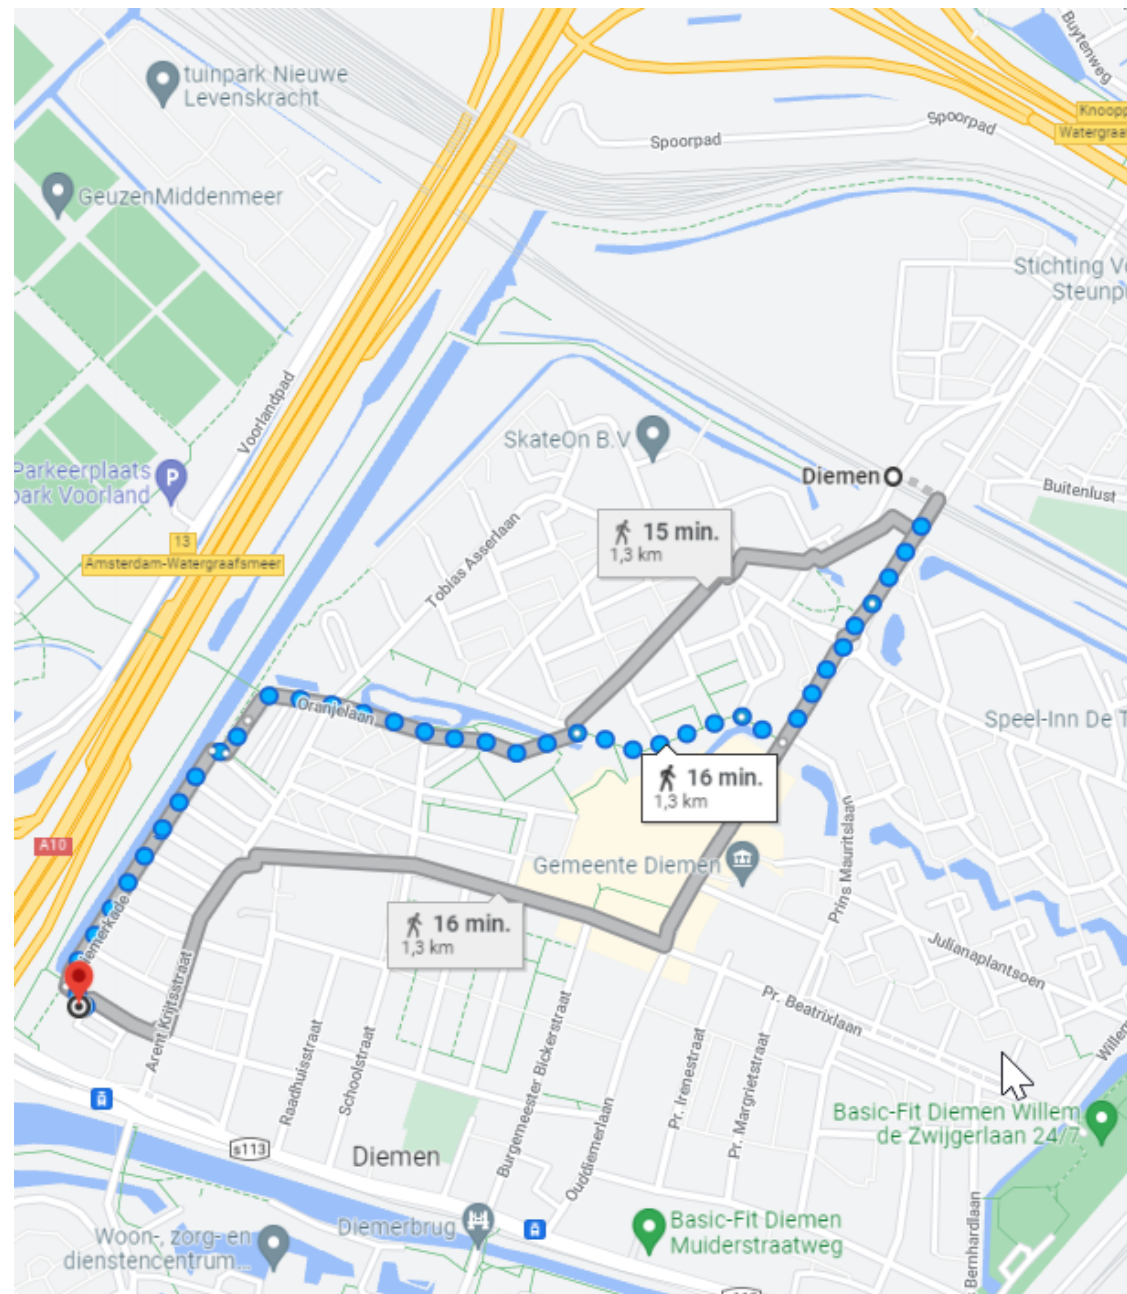 tuinpark Nieuwe
Levenskracht
Buytenweg
Knoopp
Watergraa
Spoorpad
Spoorpad
GeuzenMiddenmeer
Stichting V
Steunp
Voorlandpad
SkateOn B.V
Parkeerplaats
park Voorland
P
Diemen
Buitenlust
13
Amsterdam-Watergraafsmeer
15 min.
1,3 km
Tobias Asserlaan
Oranjelaan
Speel-Inn De T
16 min.
1,3 km
A10
Prins Mauritslaan
Gemeente Diemen
iemerkade
16 min.
1,3 km
Julianaplantsoen
Arent Krijtsstraat
Pr. Beatrixlaan
Willem
Raadhuisstraat
Schoolstraat
Burgemeester Bickerstraat
Ouddiemerlaan
Pr. Irenestraat
Pr. Margrietstraat
Basic-Fit Diemen Willem
de Zwijgerlaan 24/7
s113
Diemen
Diemerbrug
Basic-Fit Diemen
Muiderstraatweg
Woon-, zorg- en
dienstencentrum...
s Bernhardlaan